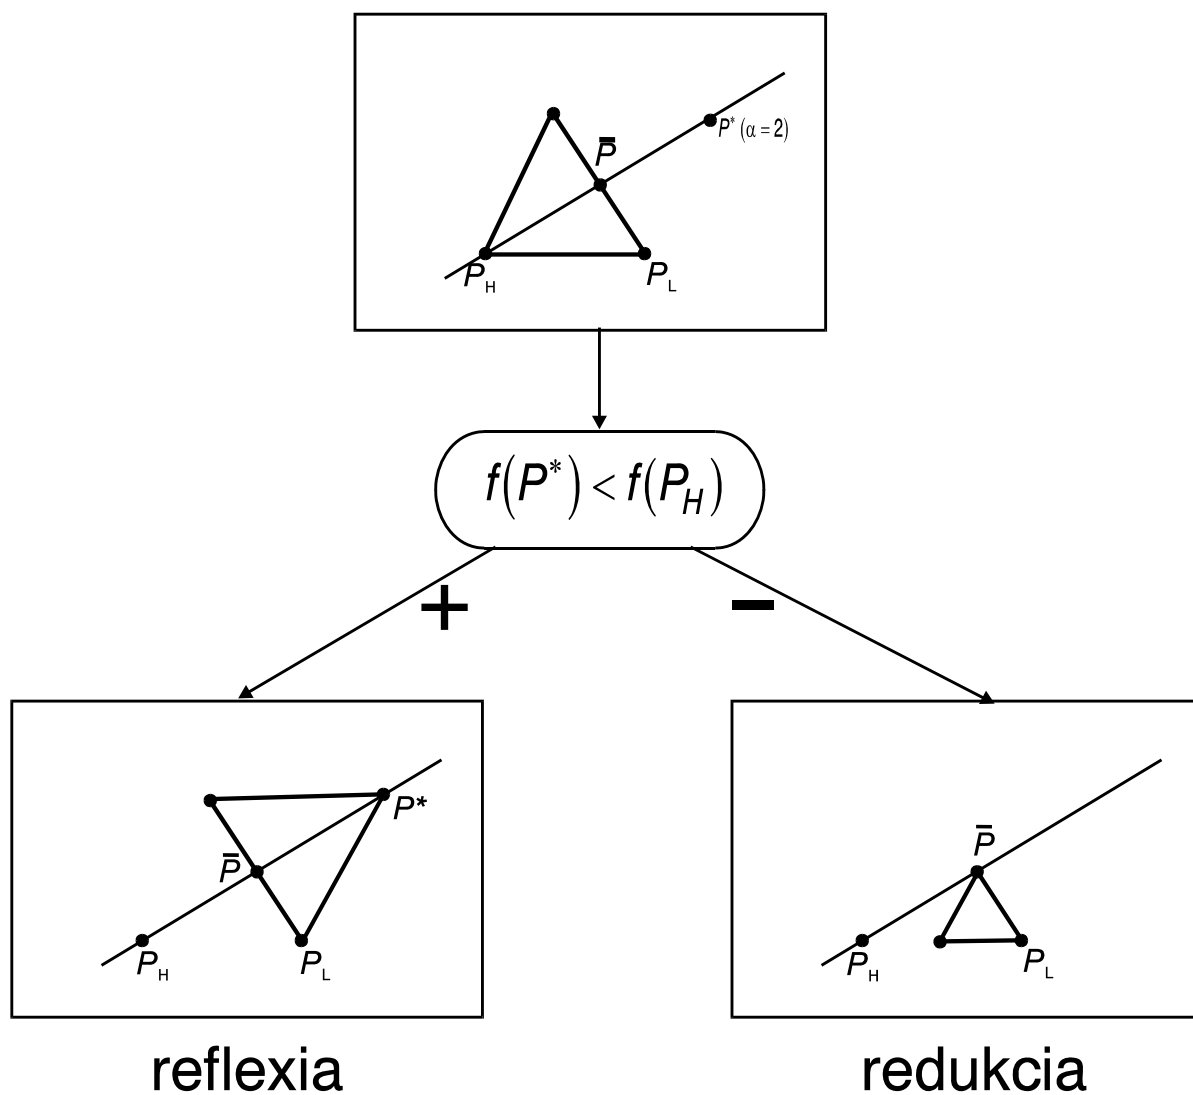 P̄
P* (α = 2)
P_H
P_L
f(P*) < f(P_H)
+
−
P*
P̄
P_H
P_L
P̄
P_H
P_L
reflexia
redukcia